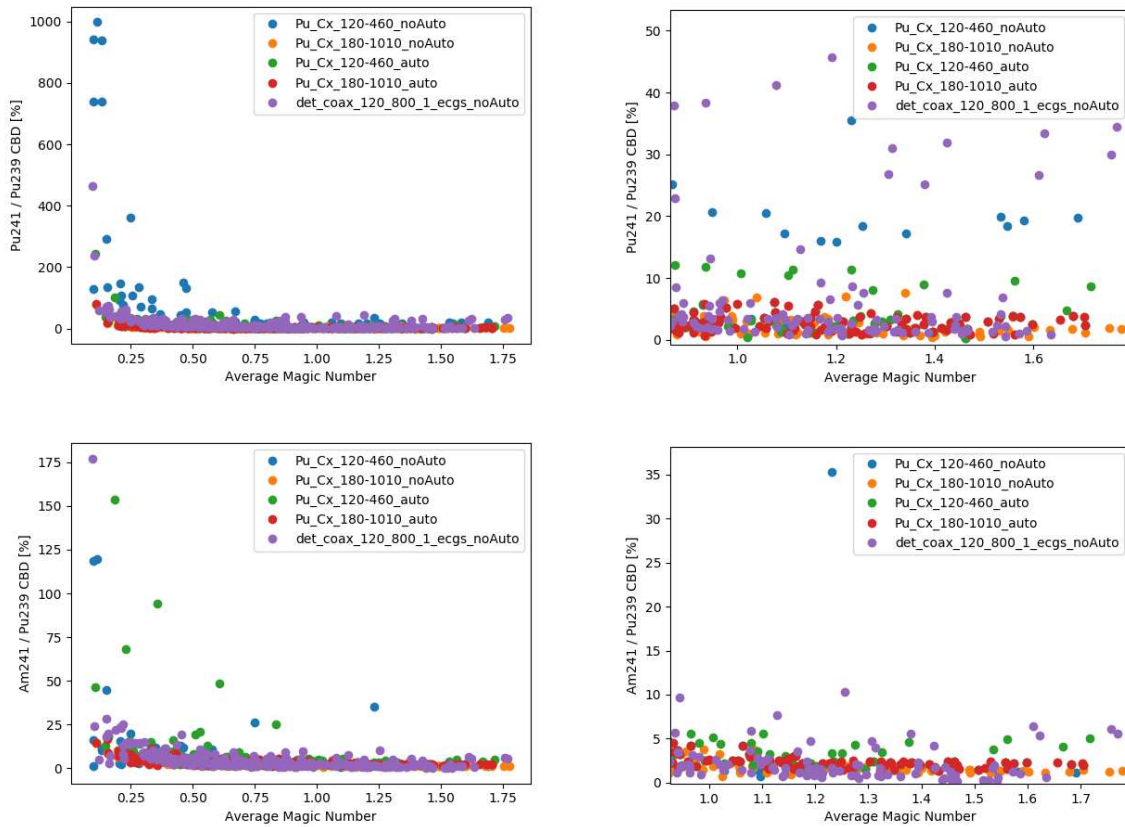 1000
800
600
400
200
0
Pu241 / Pu239 CBD [%]
Pu_Cx_120-460_noAuto
Pu_Cx_180-1010_noAuto
Pu_Cx_120-460_auto
Pu_Cx_180-1010_auto
det_coax_120_800_1_ecgs_noAuto
0.25 0.50 0.75 1.00 1.25 1.50 1.75
Average Magic Number
50
40
30
20
10
0
Pu241 / Pu239 CBD [%]
Pu_Cx_120-460_noAuto
Pu_Cx_180-1010_noAuto
Pu_Cx_120-460_auto
Pu_Cx_180-1010_auto
det_coax_120_800_1_ecgs_noAuto
1.0 1.2 1.4 1.6
Average Magic Number
175
150
125
100
75
50
25
0
Am241 / Pu239 CBD [%]
Pu_Cx_120-460_noAuto
Pu_Cx_180-1010_noAuto
Pu_Cx_120-460_auto
Pu_Cx_180-1010_auto
det_coax_120_800_1_ecgs_noAuto
0.25 0.50 0.75 1.00 1.25 1.50 1.75
Average Magic Number
35
30
25
20
15
10
5
0
Am241 / Pu239 CBD [%]
Pu_Cx_120-460_noAuto
Pu_Cx_180-1010_noAuto
Pu_Cx_120-460_auto
Pu_Cx_180-1010_auto
det_coax_120_800_1_ecgs_noAuto
1.0 1.1 1.2 1.3 1.4 1.5 1.6 1.7
Average Magic Number